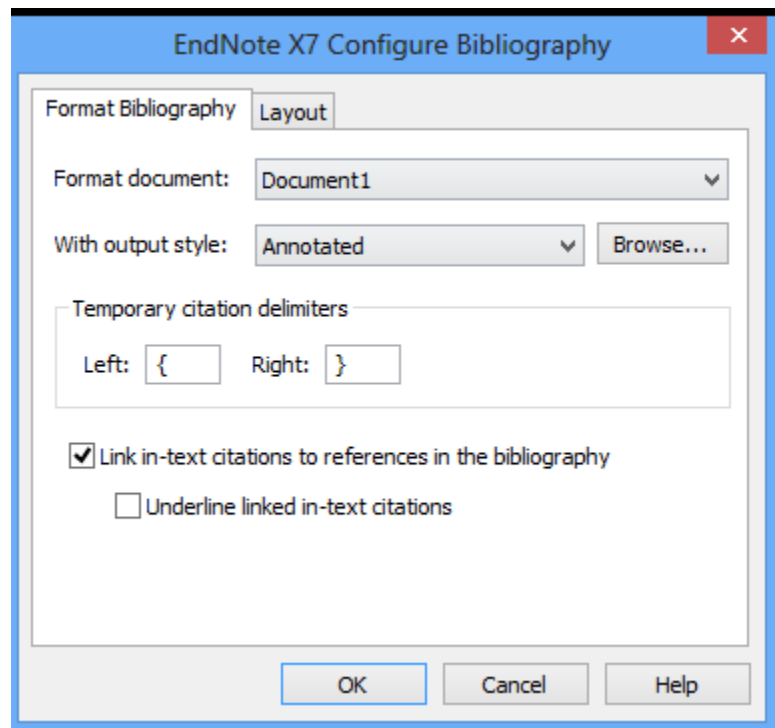 EndNote X7 Configure Bibliography
Format Bibliography Layout
Format document: Document1
With output style: Annotated Browse...
Temporary citation delimiters
Left: { Right: }
Link in-text citations to references in the bibliography
Underline linked in-text citations
OK Cancel Help